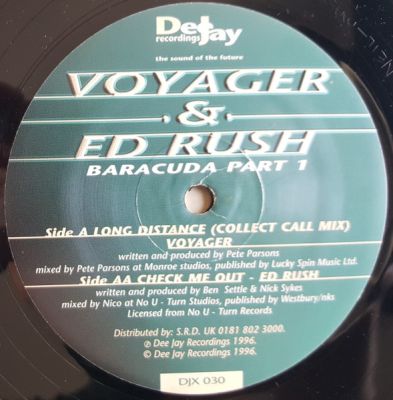 DeeJay
recordings
the sound of the future
VOYAGER
&
ED RUSH
BARACUDA PART 1
Side A LONG DISTANCE (COLLECT CALL MIX)
VOYAGER
written and produced by Pete Parsons
mixed by Pete Parsons at Monroe studios, published by Lucky Spin Music Ltd.
Side AA CHECK ME OUT - ED RUSH
written and produced by Ben Settle & Nick Sykes
mixed by Nico at No U - Turn Studios, published by Westbury/nks
Licensed from No U - Turn Records
Distributed by: S.R.D. UK 0181 802 3000.
℗ Dee Jay Recordings 1996.
© Dee Jay Recordings 1996.
DJX 030